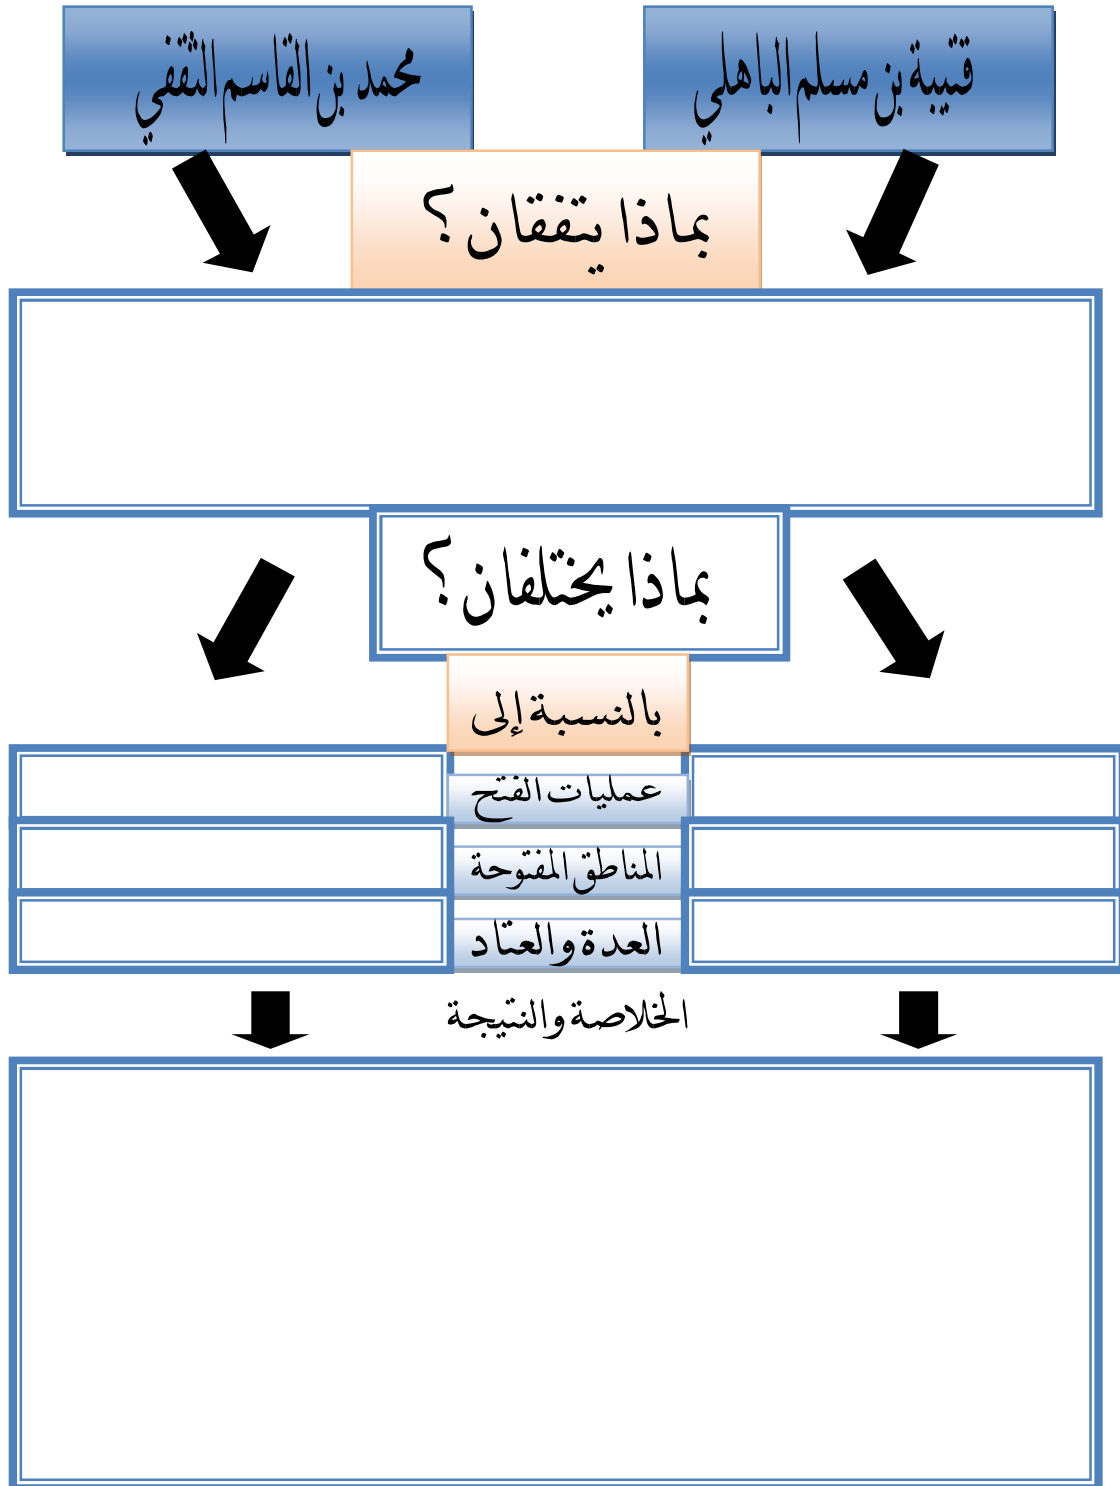 قتيبة بن مسلم الباهلي
محمد بن القاسم الثقفي
بماذا يتفقان؟
بماذا يختلفان؟
بالنسبة إلى
عمليات الفتح
المناطق المفتوحة
العدة والعتاد
الخلاصة والنتيجة